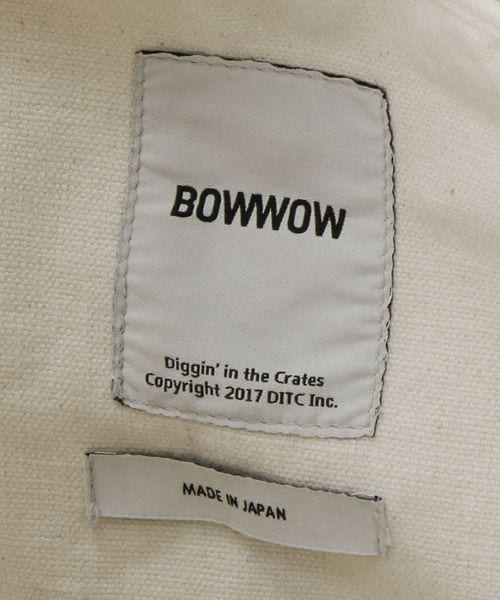 BOWWOW
Diggin' in the Crates
Copyright 2017 DITC Inc.
MADE IN JAPAN